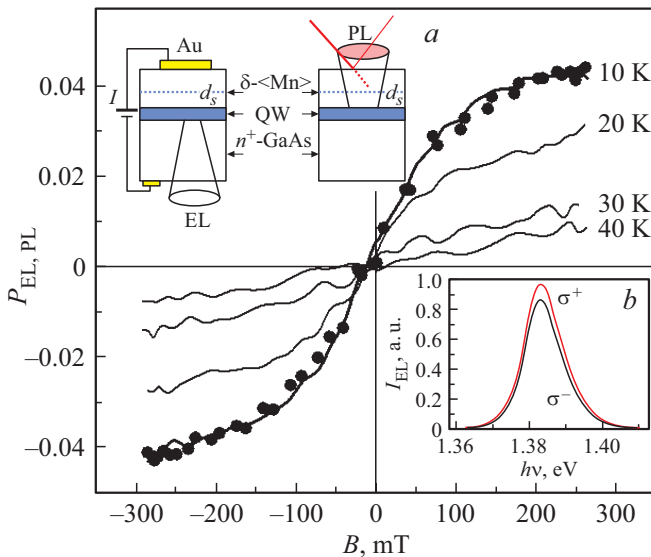 Au
PL
a
I
δ-<Mn>
d_s
d_s
QW
n⁺-GaAs
EL
10 K
20 K
30 K
40 K
P_EL, PL
0.04
0.02
0
−0.02
−0.04
b
I_EL, a.u.
1.0
0.8
0.6
0.4
0.2
0
σ⁺
σ⁻
1.36
1.38
1.40
hν, eV
−300
−200
−100
0
100
200
300
B, mT